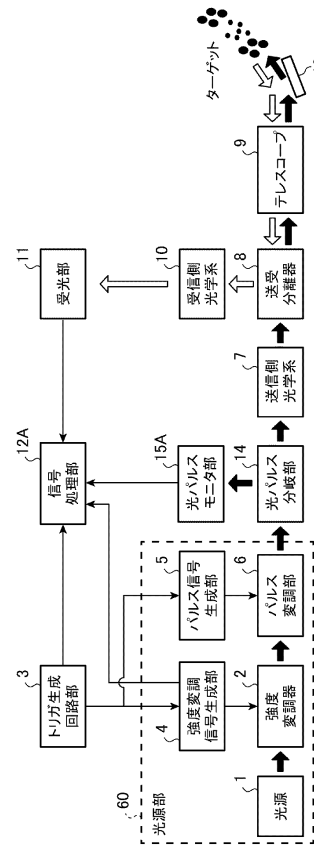 3
トリガ生成
回路部
12A
信号
処理部
11
受光部
60
光源部
4
強度変調
信号生成部
5
パルス信号
生成部
15A
光パルス
モニタ部
10
受信側
光学系
1
光源
2
強度
変調器
6
パルス
変調部
14
光パルス
分岐部
7
送信側
光学系
8
送受
分離器
9
テレスコープ
ターゲット